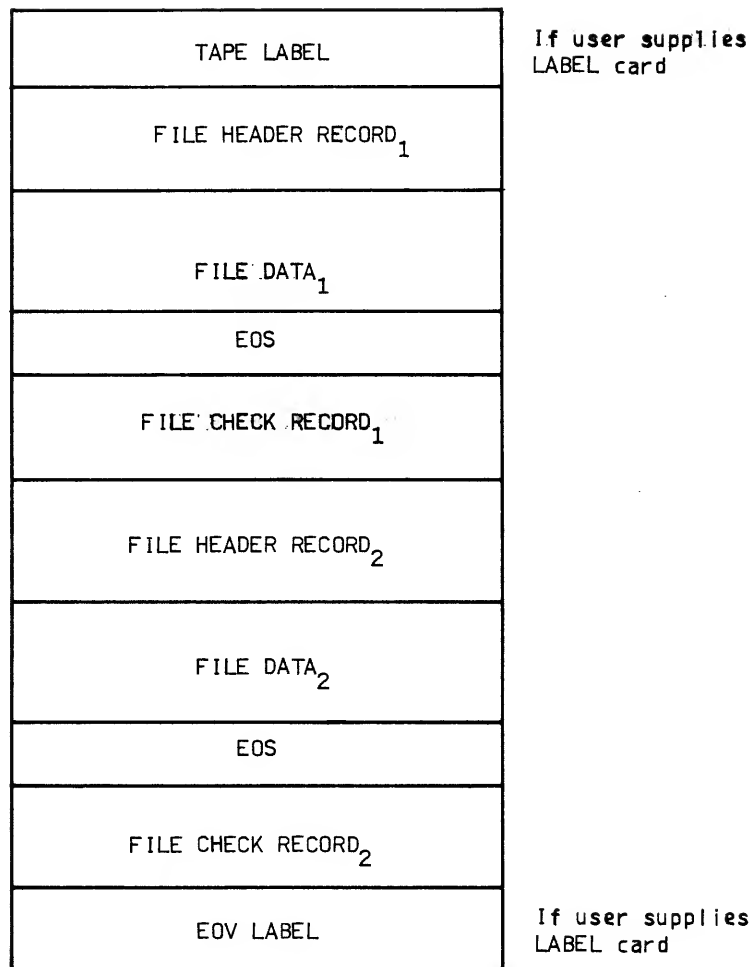 TAPE LABEL
If user supplies
LABEL card
FILE HEADER RECORD₁
FILE DATA₁
EOS
FILE CHECK RECORD₁
FILE HEADER RECORD₂
FILE DATA₂
EOS
FILE CHECK RECORD₂
EOV LABEL
If user supplies
LABEL card